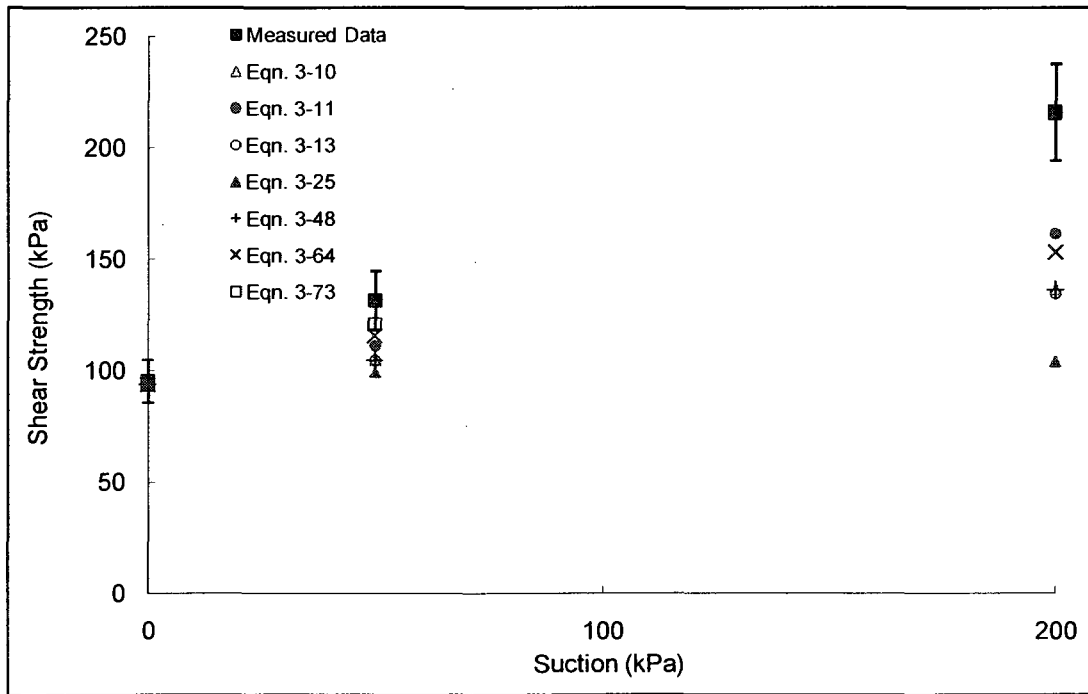 250
200
150
100
50
0
0
100
200
Shear Strength (kPa)
Suction (kPa)
Measured Data
Eqn. 3-10
Eqn. 3-11
Eqn. 3-13
Eqn. 3-25
Eqn. 3-48
Eqn. 3-64
Eqn. 3-73